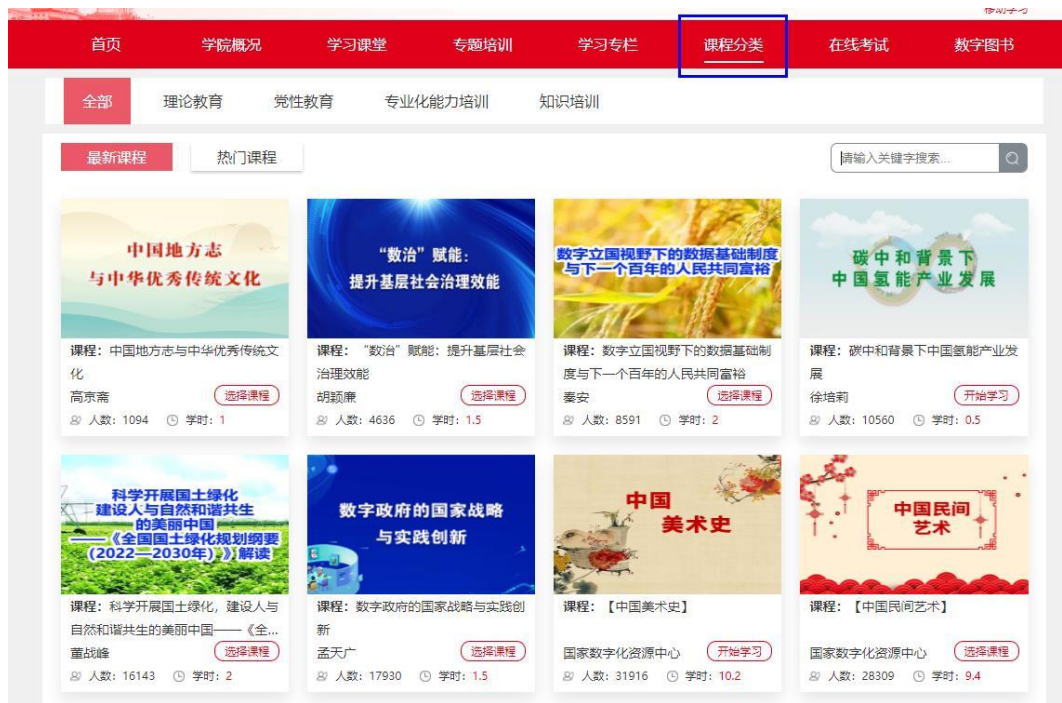 移动学习
首页 学院概况 学习课堂 专题培训 学习专栏 课程分类 在线考试 数字图书
全部 理论教育 党性教育 专业化能力培训 知识培训
最新课程 热门课程 请输入关键字搜索...
中国地方志
与中华优秀传统文化
“数治”赋能：
提升基层社会治理效能
数字立国视野下的数据基础制度
与下一个百年的人民共同富裕
碳中和背景下
中国氢能产业发展
课程：中国地方志与中华优秀传统文
化
高京斋 选择课程
人数：1094 学时：1
课程：“数治”赋能：提升基层社会
治理效能
胡颖廉 选择课程
人数：4636 学时：1.5
课程：数字立国视野下的数据基础制
度与下一个百年的人民共同富裕
秦安 选择课程
人数：8591 学时：2
课程：碳中和背景下中国氢能产业发
展
徐培莉 开始学习
人数：10560 学时：0.5
科学开展国土绿化
建设人与自然和谐共生
的美丽中国
——《全国国土绿化规划纲要
(2022—2030年)》解读
数字政府的国家战略
与实践创新
中国
美术史
中国民间
艺术
课程：科学开展国土绿化，建设人与
自然和谐共生的美丽中国——《全...
董战峰 选择课程
人数：16143 学时：2
课程：数字政府的国家战略与实践创
新
孟天广 选择课程
人数：17930 学时：1.5
课程：【中国美术史】
国家数字化资源中心 开始学习
人数：31916 学时：10.2
课程：【中国民间艺术】
国家数字化资源中心 选择课程
人数：28309 学时：9.4